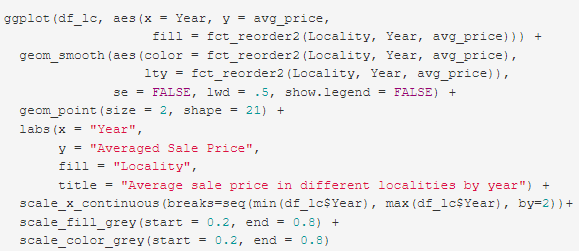 ggplot(df_lc, aes(x = Year, y = avg_price,
                  fill = fct_reorder2(Locality, Year, avg_price))) +
  geom_smooth(aes(color = fct_reorder2(Locality, Year, avg_price),
                  lty = fct_reorder2(Locality, Year, avg_price)),
              se = FALSE, lwd = .5, show.legend = FALSE) +
  geom_point(size = 2, shape = 21) +
  labs(x = "Year",
       y = "Averaged Sale Price",
       fill = "Locality",
       title = "Average sale price in different localities by year") +
  scale_x_continuous(breaks=seq(min(df_lc$Year), max(df_lc$Year), by=2))+
  scale_fill_grey(start = 0.2, end = 0.8) +
  scale_color_grey(start = 0.2, end = 0.8)